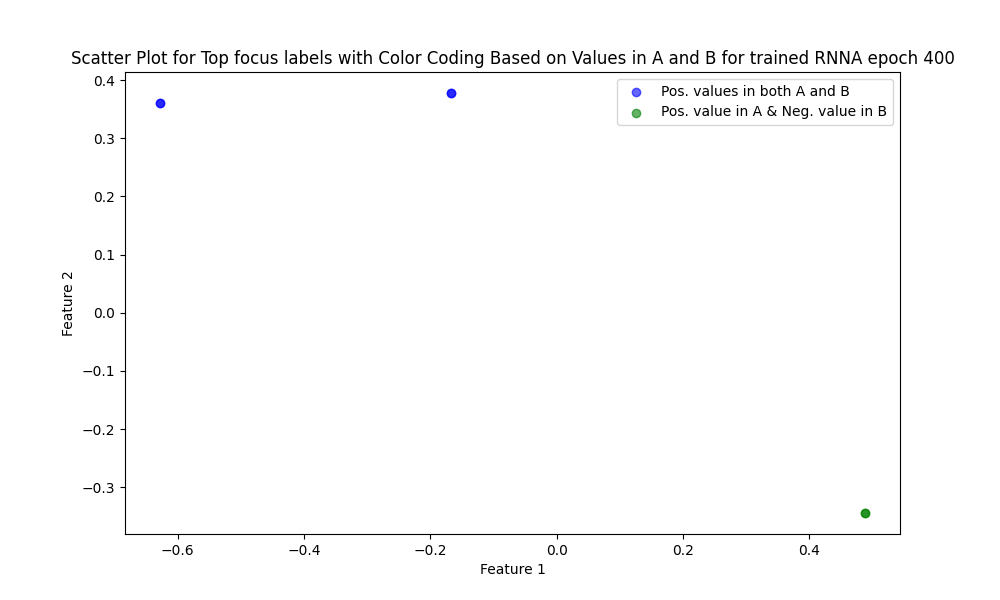 Scatter Plot for Top focus labels with Color Coding Based on Values in A and B for trained RNNA epoch 400
Pos. values in both A and B
Pos. value in A & Neg. value in B
0.4
0.3
0.2
0.1
0.0
−0.1
−0.2
−0.3
Feature 2
−0.6
−0.4
−0.2
0.0
0.2
0.4
Feature 1